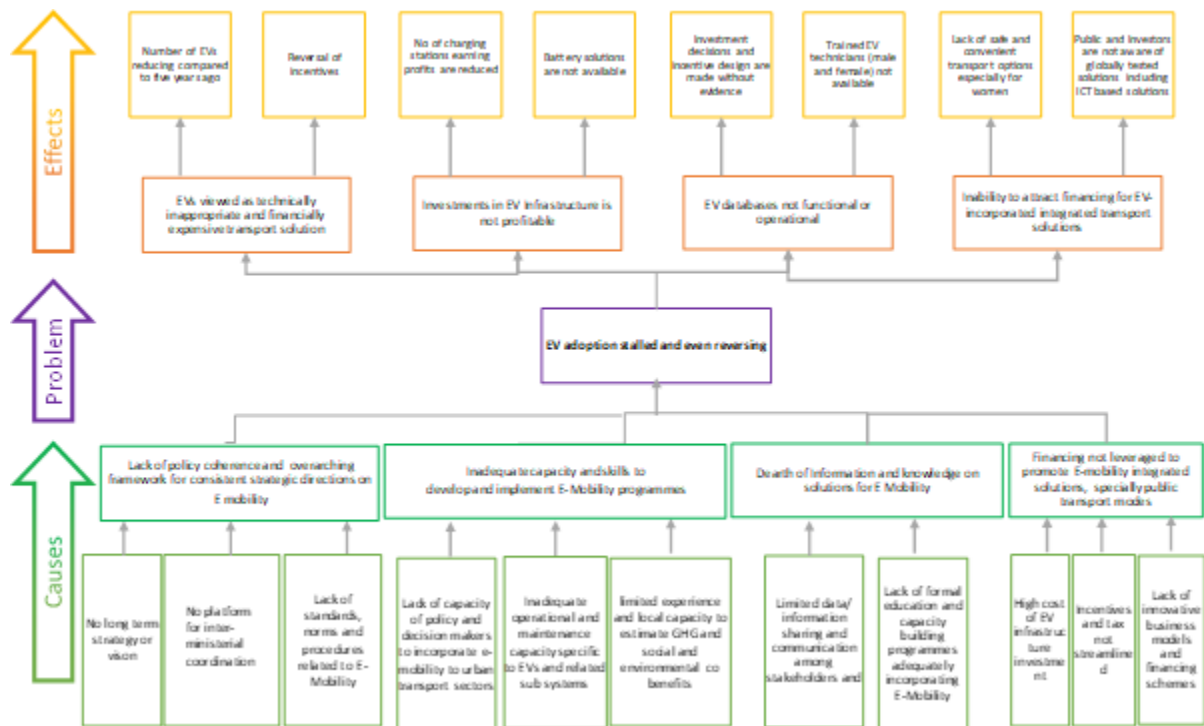 Effects
Number of EVs
reducing compared
to five years ago
Reversal of
Incentives
No of charging
stations earning
profits are reduced
Battery solutions
are not available
Investment
decisions and
incentive design are
made without
evidence
Trained EV
technicians (male
and female) not
available
Lack of safe and
convenient
transport options
especially for
women
Public and Investors
are not aware of
globally tested
solutions including
ICT based solutions
EVs viewed as technically
inappropriate and financially
expensive transport solution
Investments in EV Infrastructure is
not profitable
EV databases not functional or
operational
Inability to attract financing for EV-
incorporated integrated transport
solutions
Problem
EV adoption stalled and even reversing
Causes
Lack of policy coherence and overarching
framework for consistent strategic directions on
E mobility
Inadequate capacity and skills to
develop and implement E-Mobility programmes
Dearth of Information and knowledge on
solutions for E Mobility
Financing not leveraged to
promote E-mobility integrated
solutions, specially public
transport modes
No long term
strategy or
vison
No platform
for inter-
ministerial
coordination
Lack of
standards,
norms and
procedures
related to E-
Mobility
Lack of capacity
of policy and
decision makers
to incorporate e-
mobility to urban
transport sectors
Inadequate
operational and
maintenance
capacity specific
to EVs and related
sub systems
limited experience
and local capacity to
estimate GHG and
social and
environmental co
benefits
Limited data/
information
sharing and
communication
among
stakeholders and
Lack of formal
education and
capacity
building
programmes
adequately
incorporating
E-Mobility
High cost
of EV
infrastruc
ture
investmen
t
Incentives
and tax
not
streamline
d
Lack of
innovative
business
models
and
financing
schemes